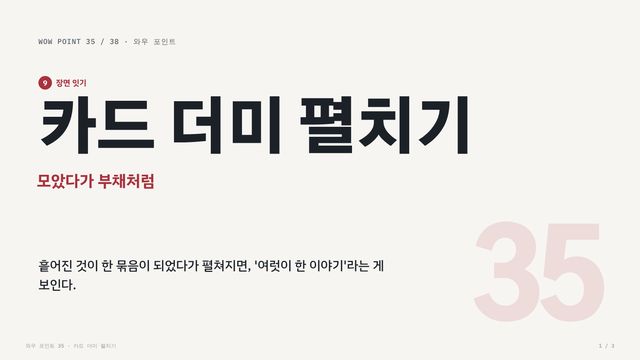 WOW POINT 35 / 38 · 와우 포인트
9 장면 잇기
카드 더미 펼치기
모았다가 부채처럼
흩어진 것이 한 묶음이 되었다가 펼쳐지면, '여럿이 한 이야기'라는 게
보인다.
35
와우 포인트 35 · 카드 더미 펼치기
1 / 3